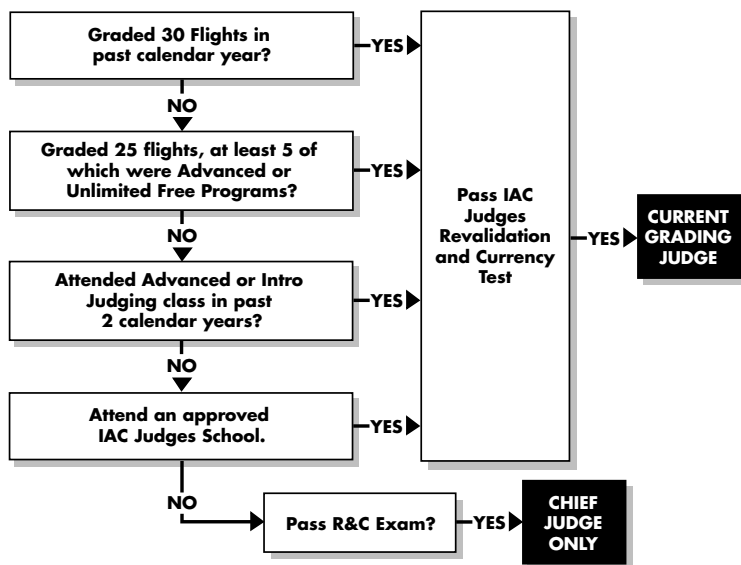 Graded 30 Flights in
past calendar year?
YES
NO
Graded 25 flights, at least 5 of
which were Advanced or
Unlimited Free Programs?
YES
NO
Attended Advanced or Intro
Judging class in past
2 calendar years?
YES
NO
Attend an approved
IAC Judges School.
YES
Pass IAC
Judges
Revalidation
and Currency
Test
YES
CURRENT
GRADING
JUDGE
NO
Pass R&C Exam?
YES
CHIEF
JUDGE
ONLY